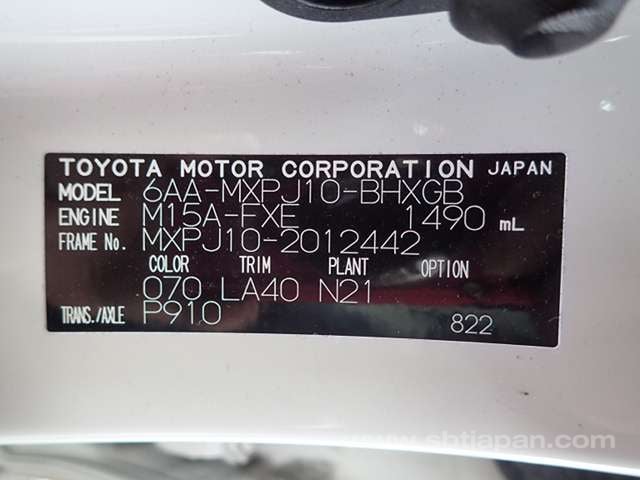 TOYOTA MOTOR CORPORATION JAPAN
MODEL 6AA-MXPJ10-BHXGB
ENGINE M15A-FXE 1490 mL
FRAME No. MXPJ10-2012442
COLOR TRIM PLANT OPTION
070 LA40 N21
TRANS./AXLE P910 822
www.sbtjapan.com